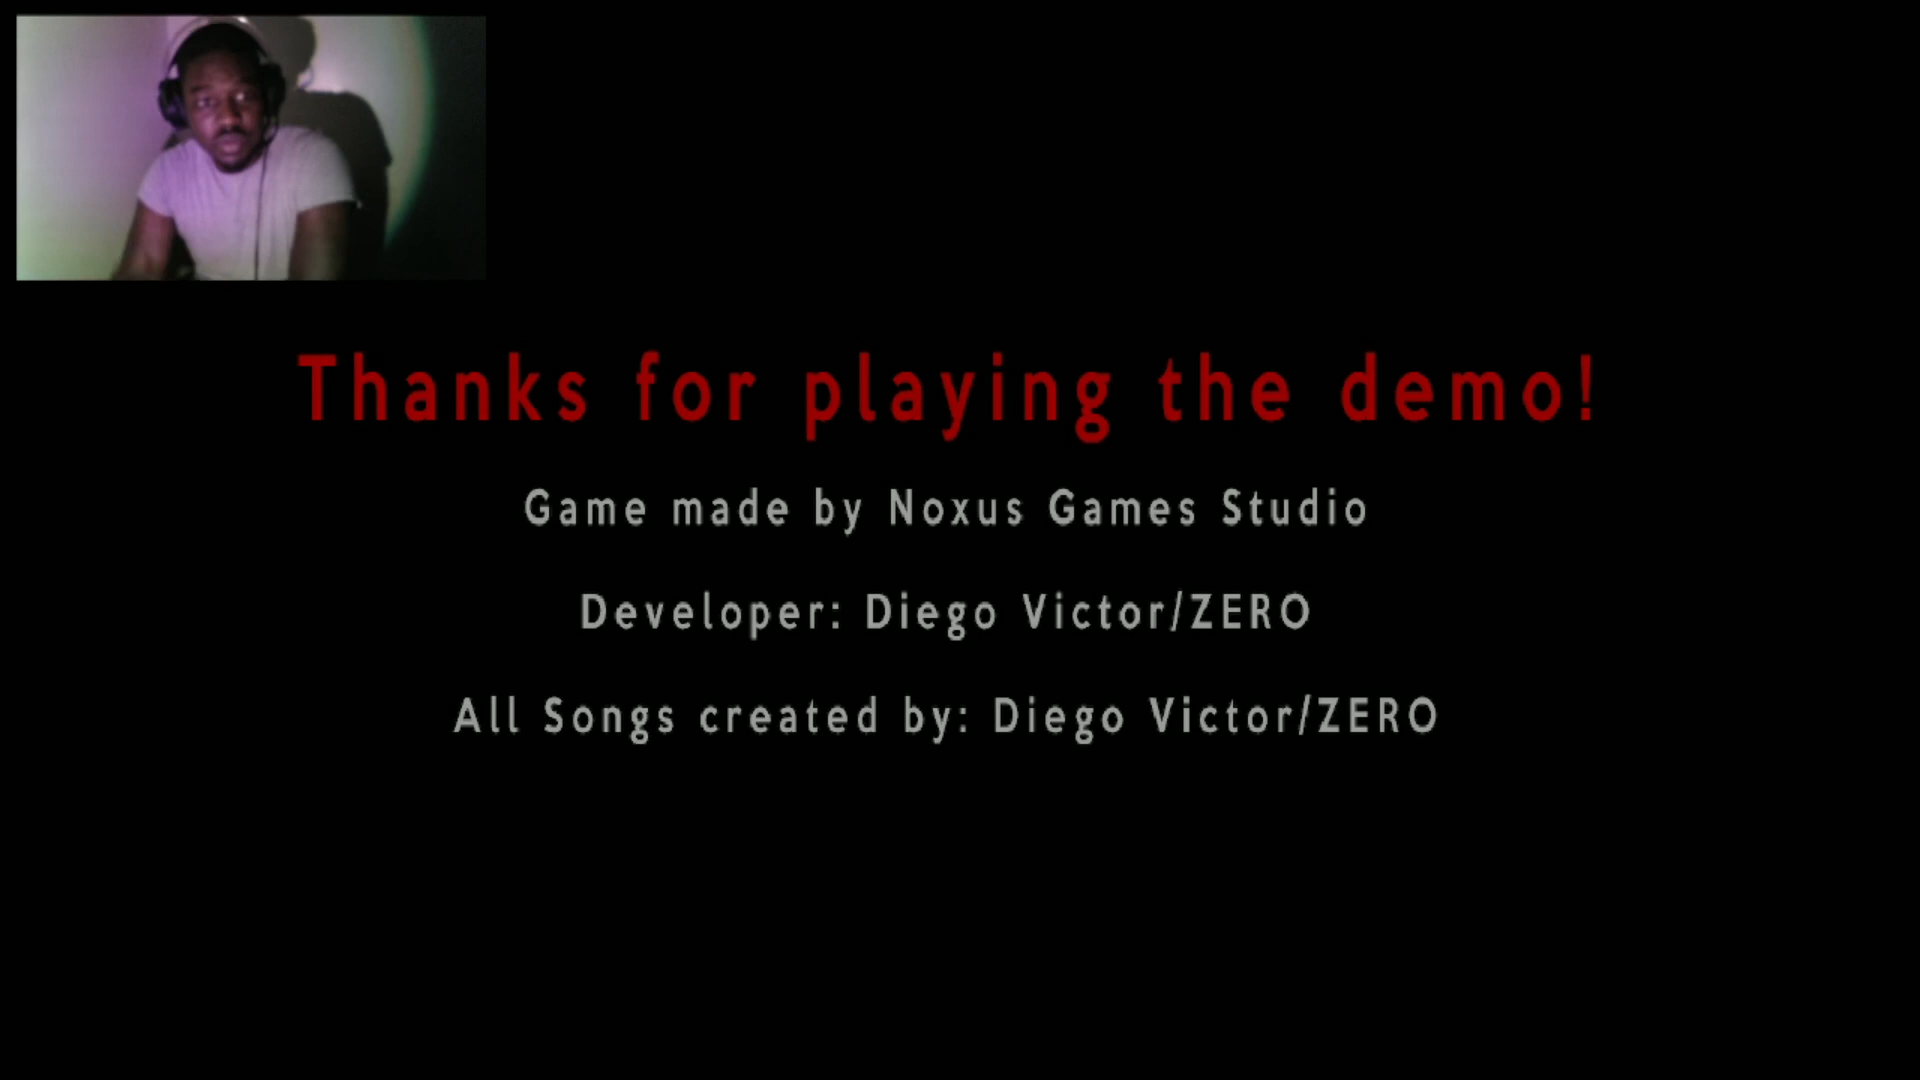 Thanks for playing the demo!
Game made by Noxus Games Studio
Developer: Diego Victor/ZERO
All Songs created by: Diego Victor/ZERO